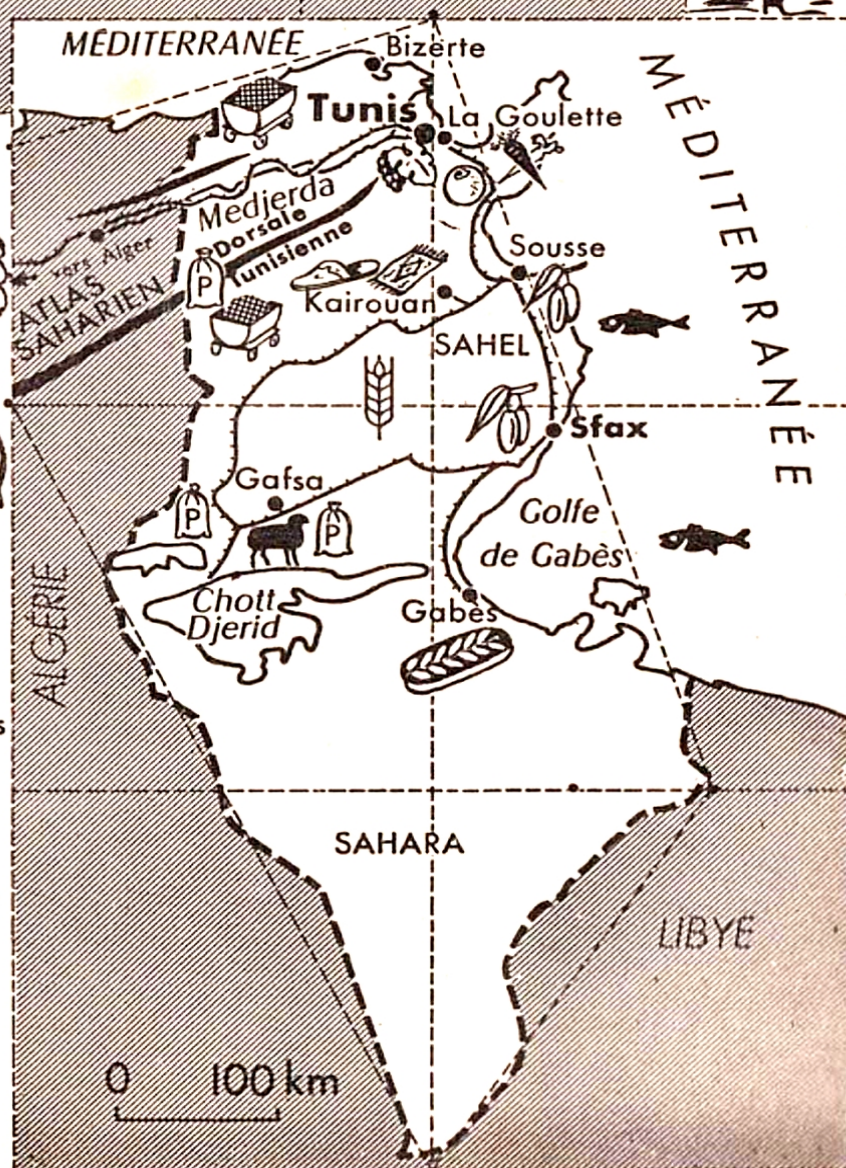 MÉDITERRANÉE
Bizerte
Tunis
La Goulette
MÉDITERRANÉE
Medjerda
Dorsale
Tunisienne
vers Alger
ATLAS
SAHARIEN
P
Sousse
Kairouan
SAHEL
Sfax
Gafsa
P
P
Golfe
de Gabès
Chott
Djerid
Gabès
ALGÉRIE
SAHARA
LIBYE
0 100 km